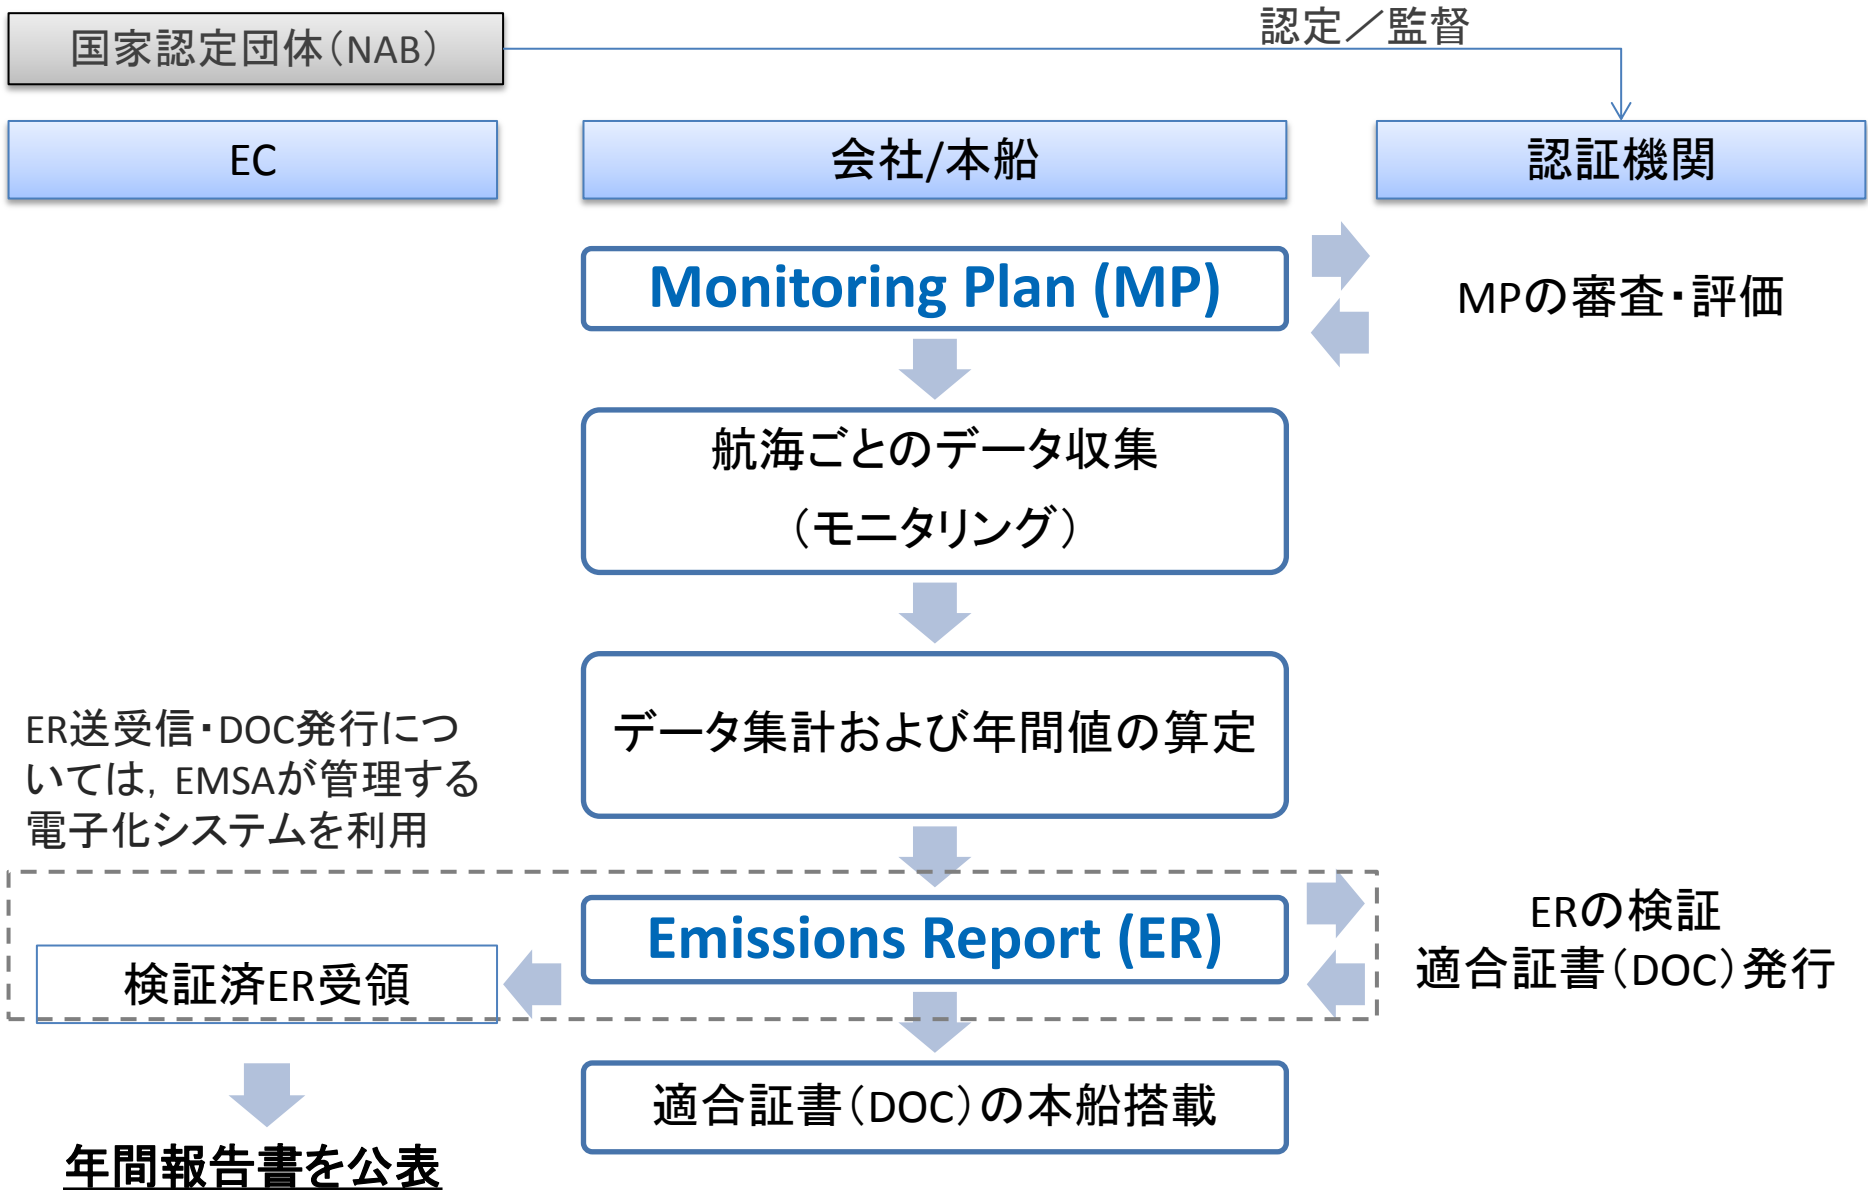 国家認定団体（NAB）
認定／監督
EC
会社/本船
認証機関
Monitoring Plan (MP)
MPの審査・評価
航海ごとのデータ収集
（モニタリング）
データ集計および年間値の算定
ER送受信・DOC発行につ
いては，EMSAが管理する
電子化システムを利用
Emissions Report (ER)
ERの検証
適合証書（DOC）発行
検証済ER受領
適合証書（DOC）の本船搭載
年間報告書を公表